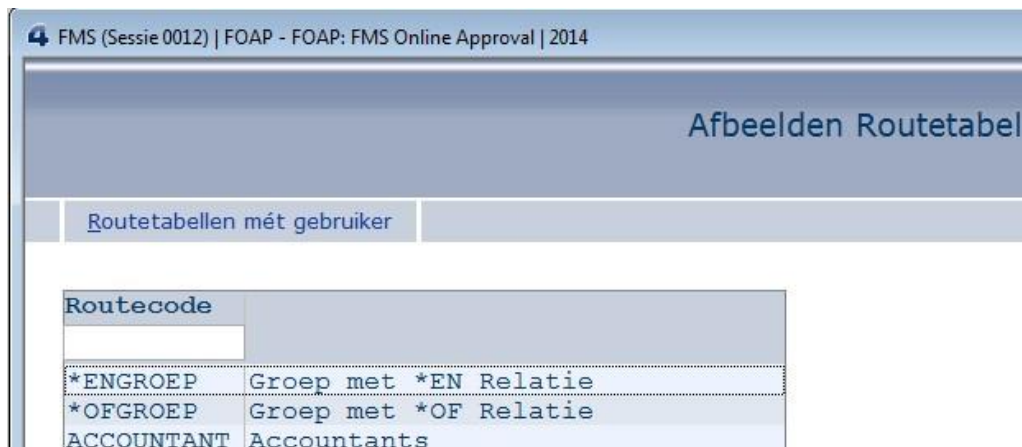 FMS (Sessie 0012) | FOAP - FOAP: FMS Online Approval | 2014
Afbeelden Routetabel
Routetabellen mét gebruiker
Routecode
*ENGROEP Groep met *EN Relatie
*OFGROEP Groep met *OF Relatie
ACCOUNTANT Accountants